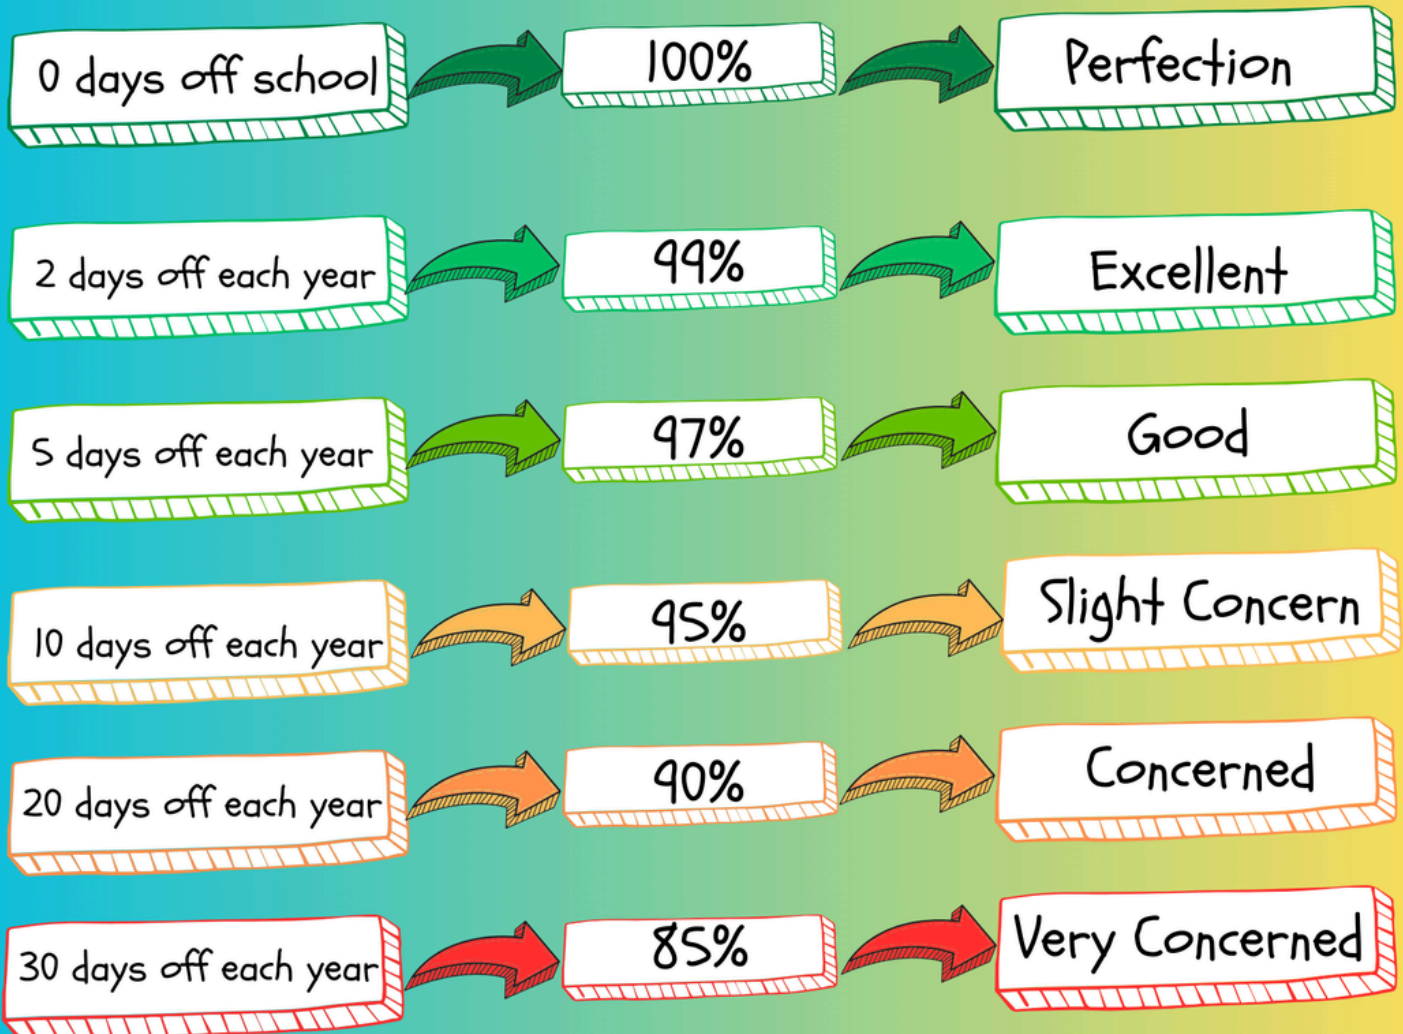 0 days off school
100%
Perfection
2 days off each year
99%
Excellent
5 days off each year
97%
Good
10 days off each year
95%
Slight Concern
20 days off each year
90%
Concerned
30 days off each year
85%
Very Concerned